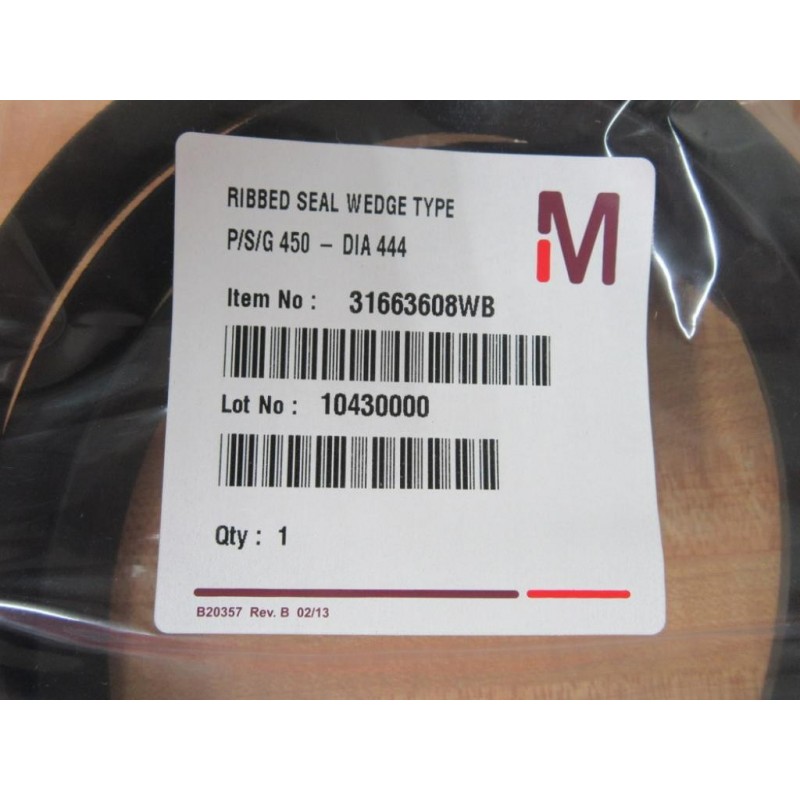 RIBBED SEAL WEDGE TYPE
P/S/G 450 - DIA 444
M
Item No : 31663608WB
Lot No : 10430000
Qty : 1
B20357 Rev. B 02/13